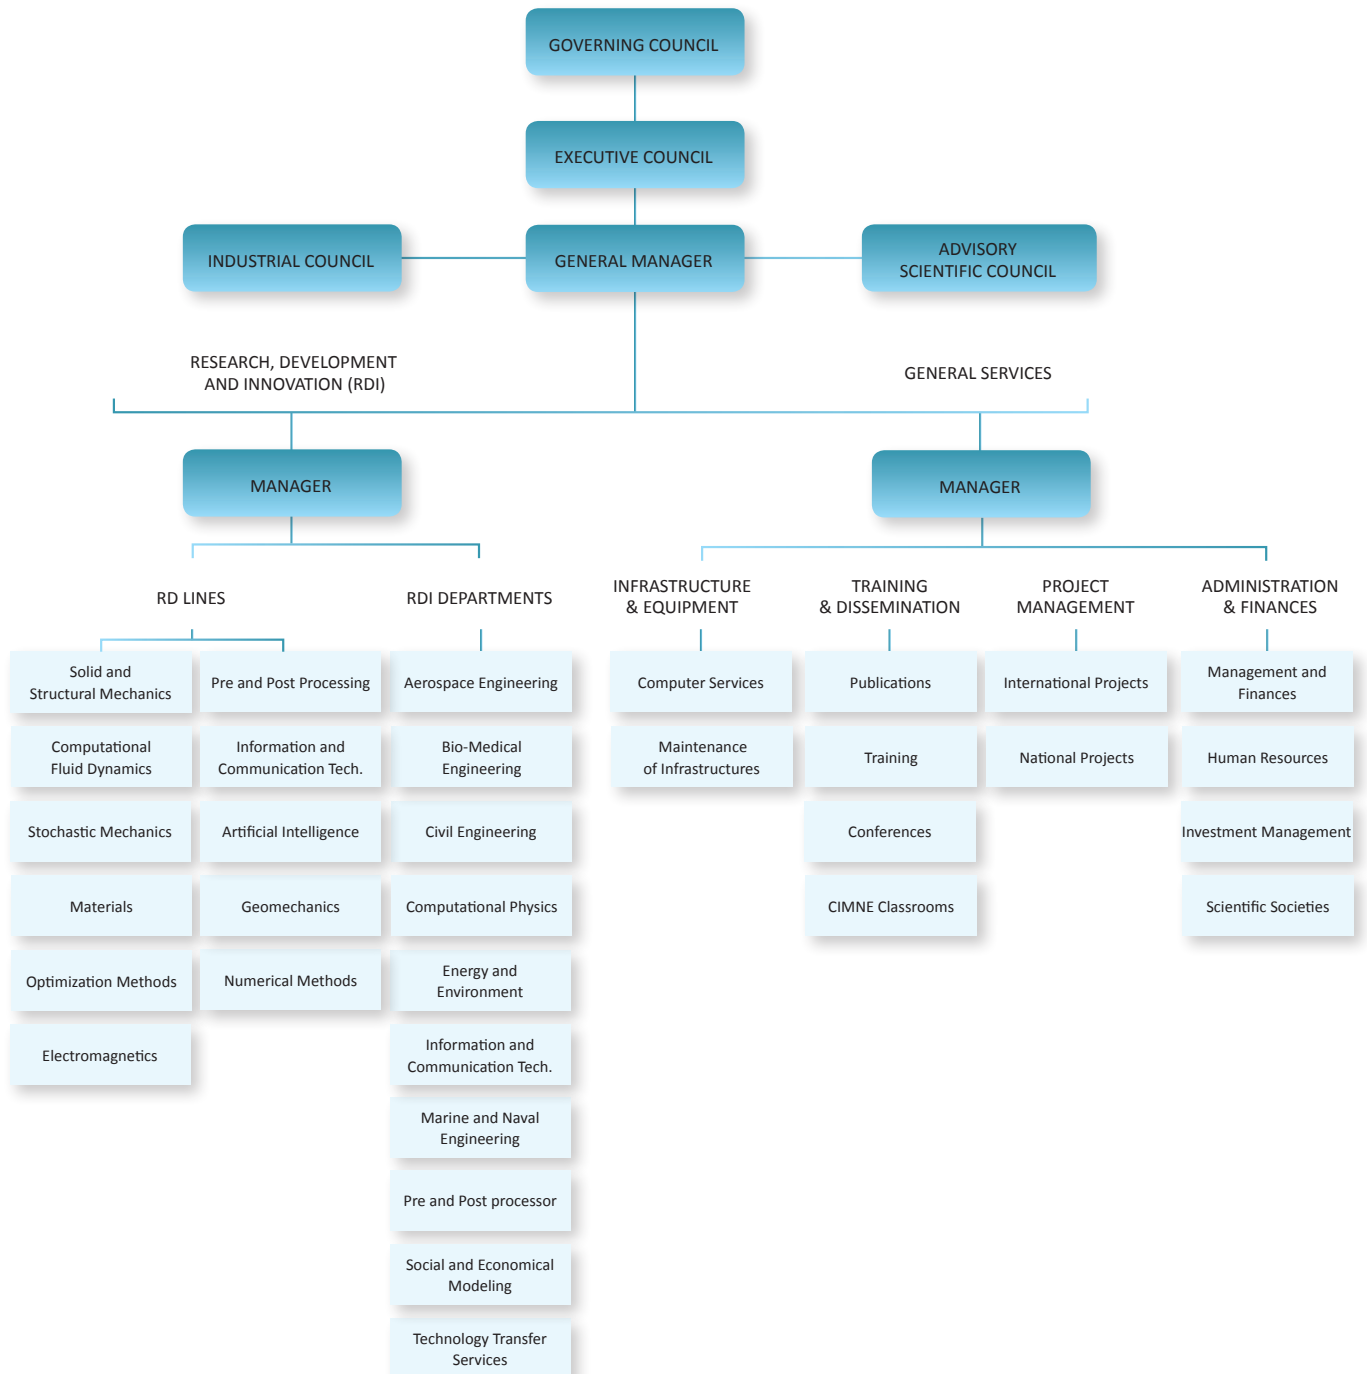 GOVERNING COUNCIL
EXECUTIVE COUNCIL
INDUSTRIAL COUNCIL
GENERAL MANAGER
ADVISORY
SCIENTIFIC COUNCIL
RESEARCH, DEVELOPMENT
AND INNOVATION (RDI)
GENERAL SERVICES
MANAGER
MANAGER
RD LINES
RDI DEPARTMENTS
INFRASTRUCTURE
& EQUIPMENT
TRAINING
& DISSEMINATION
PROJECT
MANAGEMENT
ADMINISTRATION
& FINANCES
Solid and
Structural Mechanics
Computational
Fluid Dynamics
Stochastic Mechanics
Materials
Optimization Methods
Electromagnetics
Pre and Post Processing
Information and
Communication Tech.
Artificial Intelligence
Geomechanics
Numerical Methods
Aerospace Engineering
Bio-Medical
Engineering
Civil Engineering
Computational Physics
Energy and
Environment
Information and
Communication Tech.
Marine and Naval
Engineering
Pre and Post processor
Social and Economical
Modeling
Technology Transfer
Services
Computer Services
Maintenance
of Infrastructures
Publications
Training
Conferences
CIMNE Classrooms
International Projects
National Projects
Management and
Finances
Human Resources
Investment Management
Scientific Societies